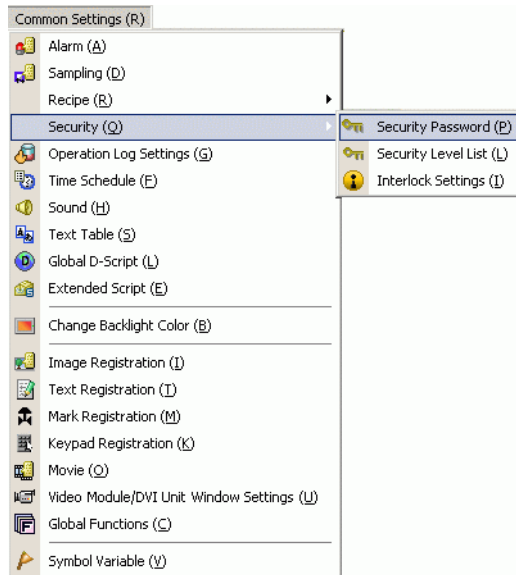 Common Settings (R)
Alarm (A)
Sampling (D)
Recipe (R)
Security (Q)
Security Password (P)
Security Level List (L)
Interlock Settings (I)
Operation Log Settings (G)
Time Schedule (F)
Sound (H)
Text Table (S)
Global D-Script (L)
Extended Script (E)
Change Backlight Color (B)
Image Registration (I)
Text Registration (T)
Mark Registration (M)
Keypad Registration (K)
Movie (O)
Video Module/DVI Unit Window Settings (U)
Global Functions (C)
Symbol Variable (V)